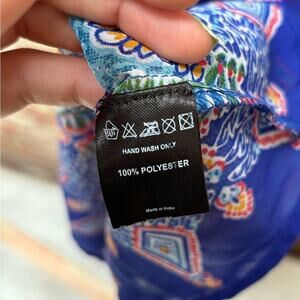 HAND WASH ONLY
100% POLYESTER
Made in India